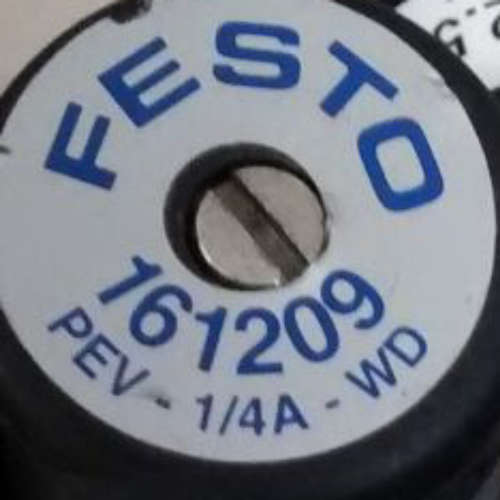 FESTO
161209
PEV - 1/4A - WD